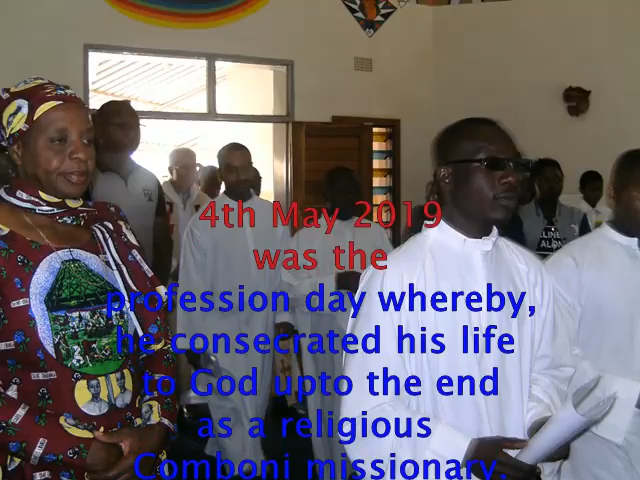 4th May 2019
was the
profession day whereby,
he consecrated his life
to God upto the end
as a religious
Comboni missionary.